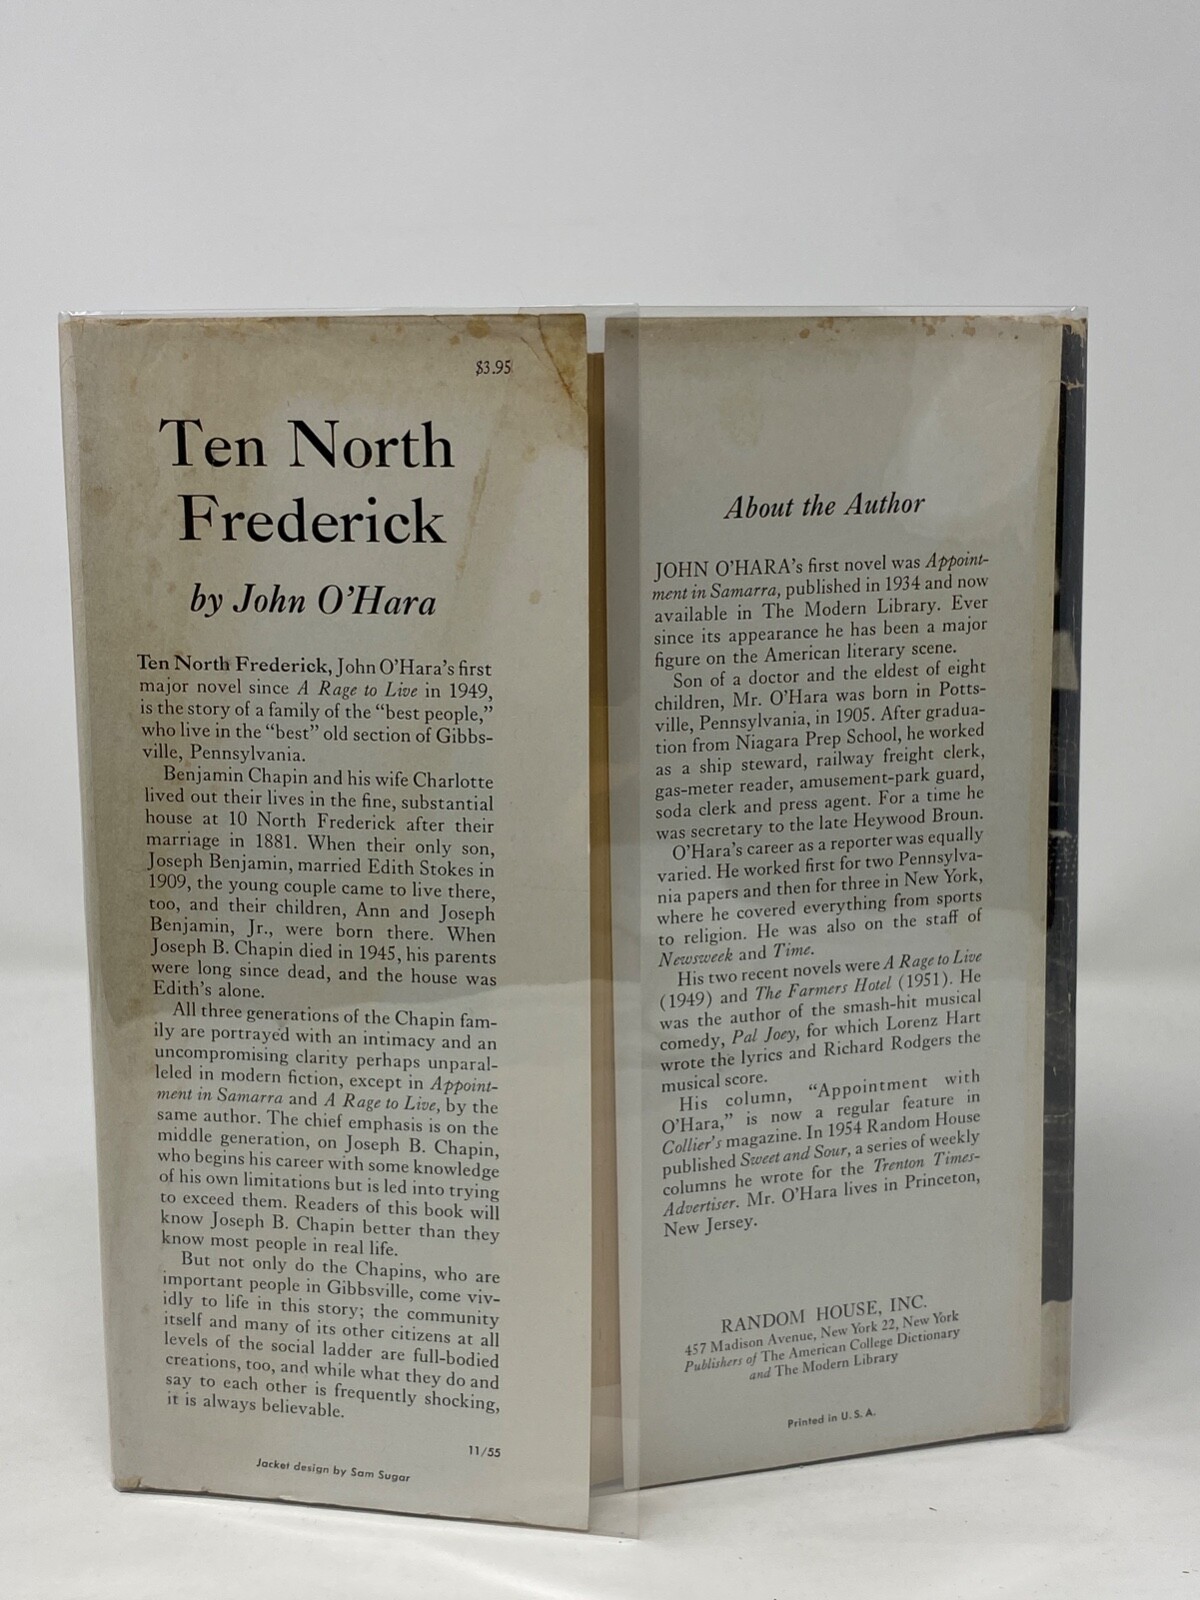 $3.95
Ten North
Frederick
by John O'Hara
Ten North Frederick, John O'Hara's first
major novel since A Rage to Live in 1949,
is the story of a family of the "best people,"
who live in the "best" old section of Gibbs-
ville, Pennsylvania.
Benjamin Chapin and his wife Charlotte
lived out their lives in the fine, substantial
house at 10 North Frederick after their
marriage in 1881. When their only son,
Joseph Benjamin, married Edith Stokes in
1909, the young couple came to live there,
too, and their children, Ann and Joseph
Benjamin, Jr., were born there. When
Joseph B. Chapin died in 1945, his parents
were long since dead, and the house was
Edith's alone.
All three generations of the Chapin fam-
ily are portrayed with an intimacy and an
uncompromising clarity perhaps unparal-
leled in modern fiction, except in Appoint-
ment in Samarra and A Rage to Live, by the
same author. The chief emphasis is on the
middle generation, on Joseph B. Chapin,
who begins his career with some knowledge
of his own limitations but is led into trying
to exceed them. Readers of this book will
know Joseph B. Chapin better than they
know most people in real life.
But not only do the Chapins, who are
important people in Gibbsville, come viv-
idly to life in this story; the community
itself and many of its other citizens at all
levels of the social ladder are full-bodied
creations, too, and while what they do and
say to each other is frequently shocking,
it is always believable.
11/55
Jacket design by Sam Sugar
About the Author
JOHN O'HARA's first novel was Appoint-
ment in Samarra, published in 1934 and now
available in The Modern Library. Ever
since its appearance he has been a major
figure on the American literary scene.
Son of a doctor and the eldest of eight
children, Mr. O'Hara was born in Potts-
ville, Pennsylvania, in 1905. After gradua-
tion from Niagara Prep School, he worked
as a ship steward, railway freight clerk,
gas-meter reader, amusement-park guard,
soda clerk and press agent. For a time he
was secretary to the late Heywood Broun.
O'Hara's career as a reporter was equally
varied. He worked first for two Pennsylva-
nia papers and then for three in New York,
where he covered everything from sports
to religion. He was also on the staff of
Newsweek and Time.
His two recent novels were A Rage to Live
(1949) and The Farmers Hotel (1951). He
was the author of the smash-hit musical
comedy, Pal Joey, for which Lorenz Hart
wrote the lyrics and Richard Rodgers the
musical score.
His column, "Appointment with
O'Hara," is now a regular feature in
Collier's magazine. In 1954 Random House
published Sweet and Sour, a series of weekly
columns he wrote for the Trenton Times-
Advertiser. Mr. O'Hara lives in Princeton,
New Jersey.
RANDOM HOUSE, INC.
457 Madison Avenue, New York 22, New York
Publishers of The American College Dictionary
and The Modern Library
Printed in U. S. A.